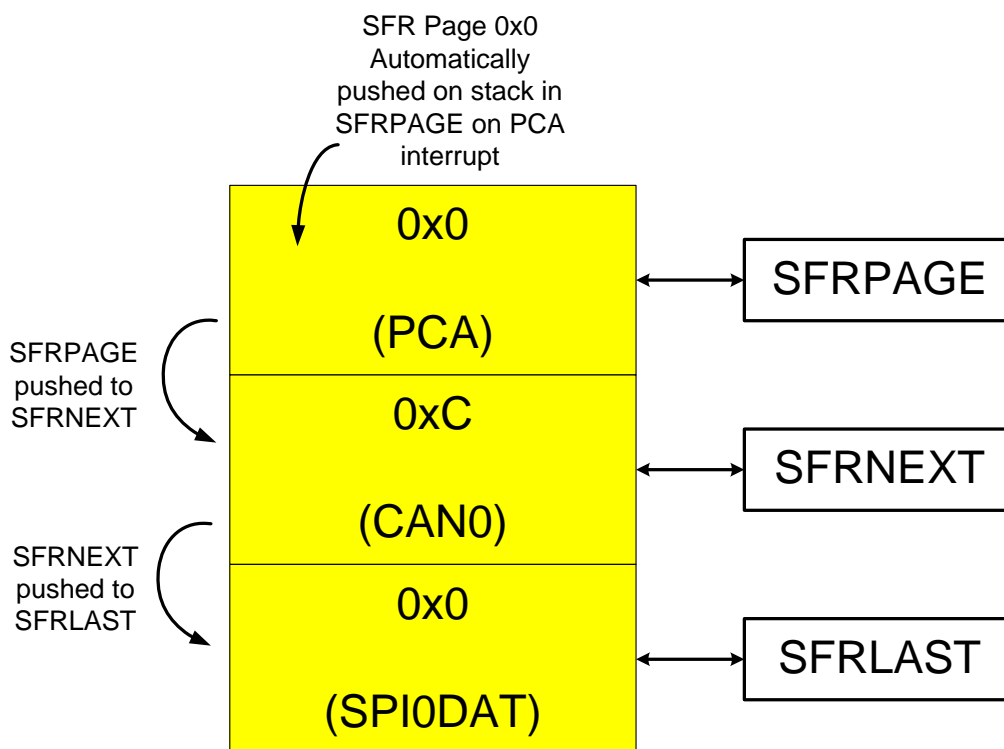 SFR Page 0x0
Automatically
pushed on stack in
SFRPAGE on PCA
interrupt
0x0
(PCA)
SFRPAGE
SFRPAGE
pushed to
SFRNEXT
0xC
(CAN0)
SFRNEXT
SFRNEXT
pushed to
SFRLAST
0x0
(SPI0DAT)
SFRLAST